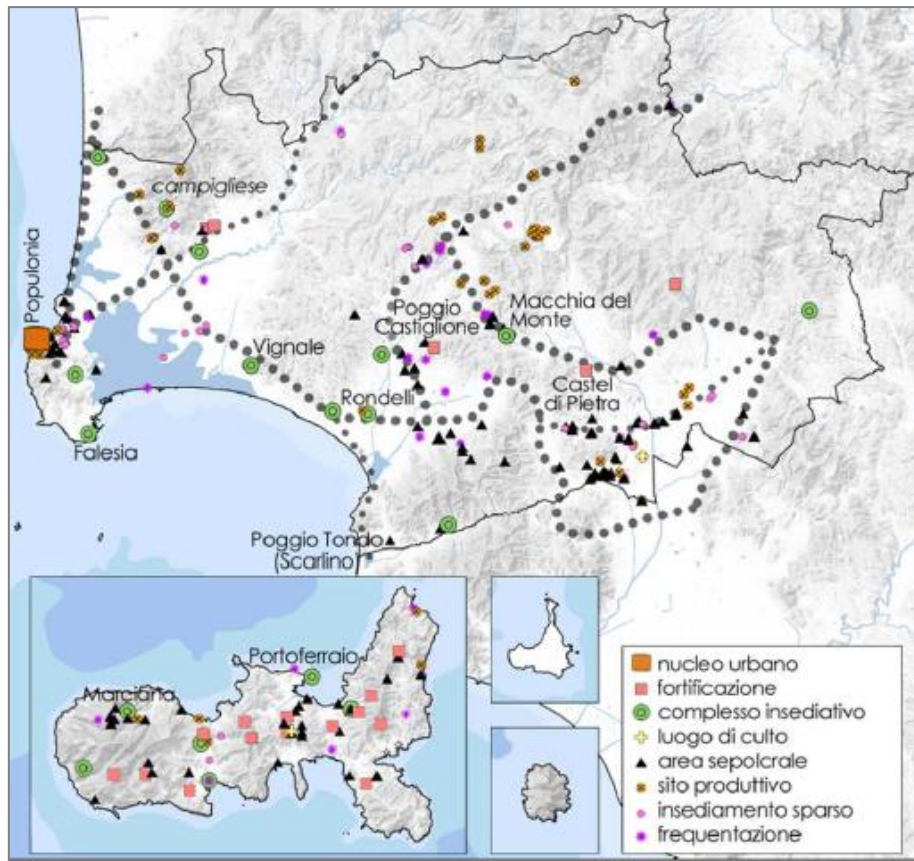 campigliese
Populonia
Poggio
Castiglione
Macchia del
Monte
Vignale
Rondelli
Castel
di Pietra
Falesia
Poggio Tondo
(Scarlino)
Portoferraio
Marciana
nucleo urbano
fortificazione
complesso insediativo
luogo di culto
area sepolcrale
sito produttivo
insediamento sparso
frequentazione